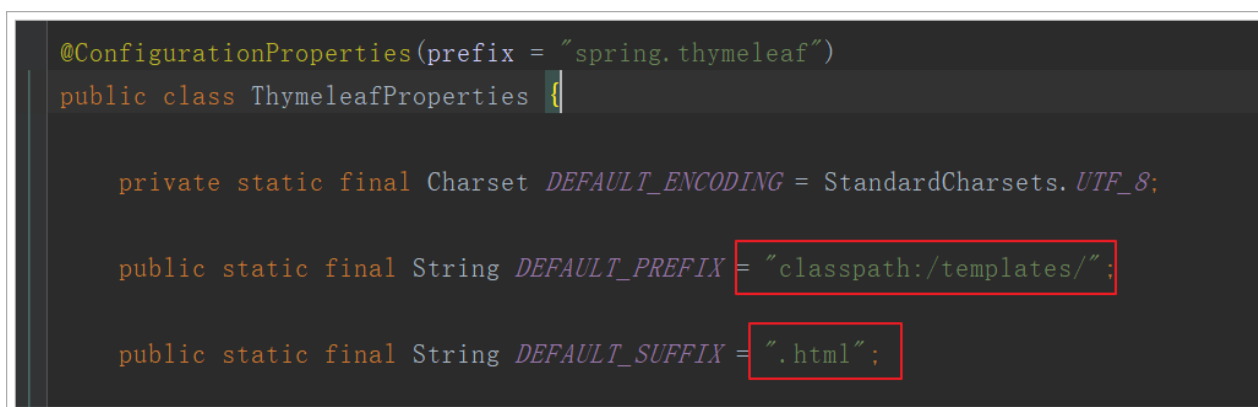 @ConfigurationProperties(prefix = "spring.thymeleaf")
public class ThymeleafProperties {
private static final Charset DEFAULT_ENCODING = StandardCharsets.UTF_8;
public static final String DEFAULT_PREFIX = "classpath:/templates/";
public static final String DEFAULT_SUFFIX = ".html";